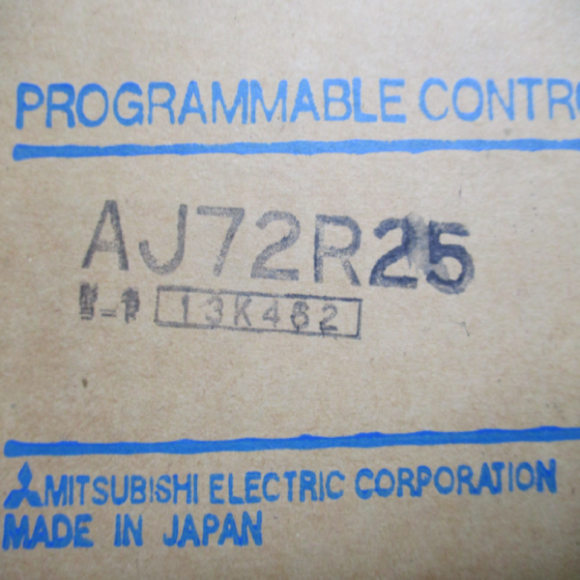 PROGRAMMABLE CONTRO
AJ72R25
13K462
MITSUBISHI ELECTRIC CORPORATION
MADE IN JAPAN